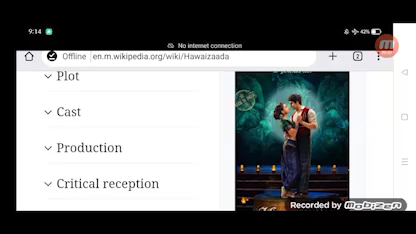 9:14
42%
No internet connection
Offline
en.m.wikipedia.org/wiki/Hawaizaada
2
Plot
Cast
Production
Critical reception
Recorded by mobizen